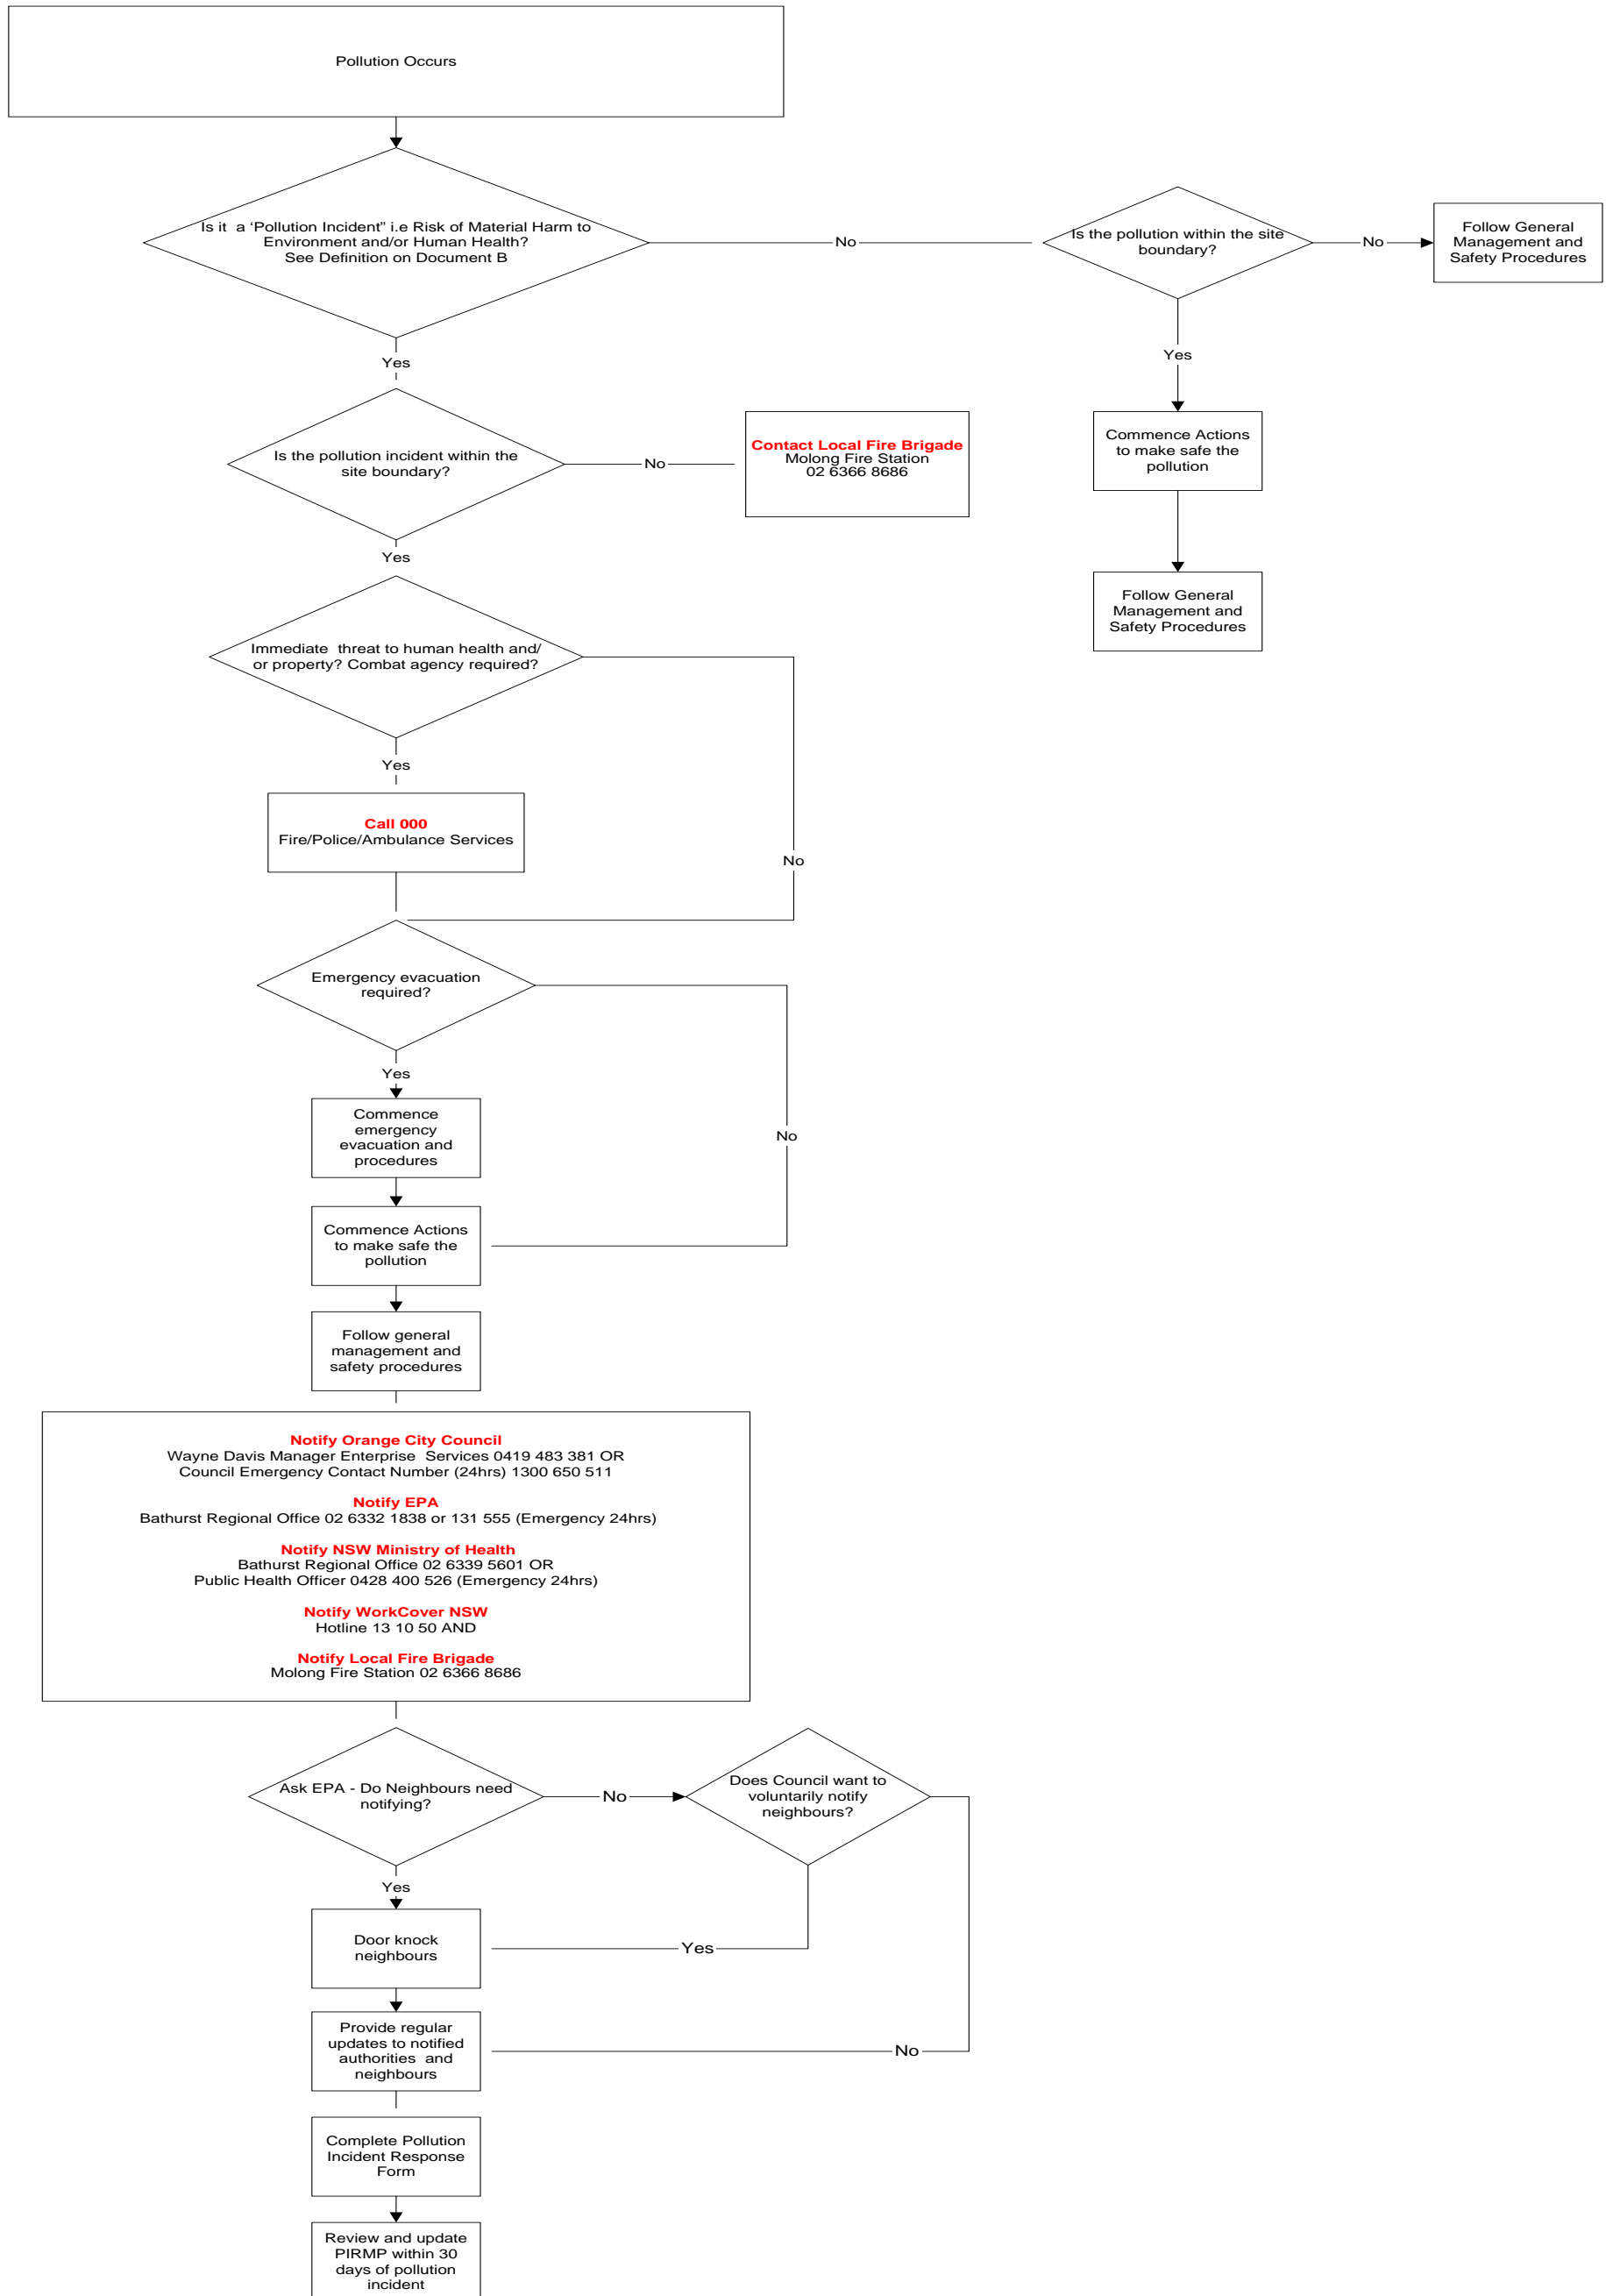 Pollution Occurs
Is it a ‘Pollution Incident” i.e Risk of Material Harm to
Environment and/or Human Health?
See Definition on Document B
No
Is the pollution within the site
boundary?
No
Follow General
Management and
Safety Procedures
Yes
Yes
Commence Actions
to make safe the
pollution
Follow General
Management and
Safety Procedures
Is the pollution incident within the
site boundary?
No
Contact Local Fire Brigade
Molong Fire Station
02 6366 8686
Yes
Immediate threat to human health and/
or property? Combat agency required?
Yes
No
Call 000
Fire/Police/Ambulance Services
Emergency evacuation
required?
Yes
No
Commence
emergency
evacuation and
procedures
Commence Actions
to make safe the
pollution
Follow general
management and
safety procedures
Notify Orange City Council
Wayne Davis Manager Enterprise Services 0419 483 381 OR
Council Emergency Contact Number (24hrs) 1300 650 511
Notify EPA
Bathurst Regional Office 02 6332 1838 or 131 555 (Emergency 24hrs)
Notify NSW Ministry of Health
Bathurst Regional Office 02 6339 5601 OR
Public Health Officer 0428 400 526 (Emergency 24hrs)
Notify WorkCover NSW
Hotline 13 10 50 AND
Notify Local Fire Brigade
Molong Fire Station 02 6366 8686
Ask EPA - Do Neighbours need
notifying?
No
Does Council want to
voluntarily notify
neighbours?
Yes
Door knock
neighbours
Yes
Provide regular
updates to notified
authorities and
neighbours
No
Complete Pollution
Incident Response
Form
Review and update
PIRMP within 30
days of pollution
incident